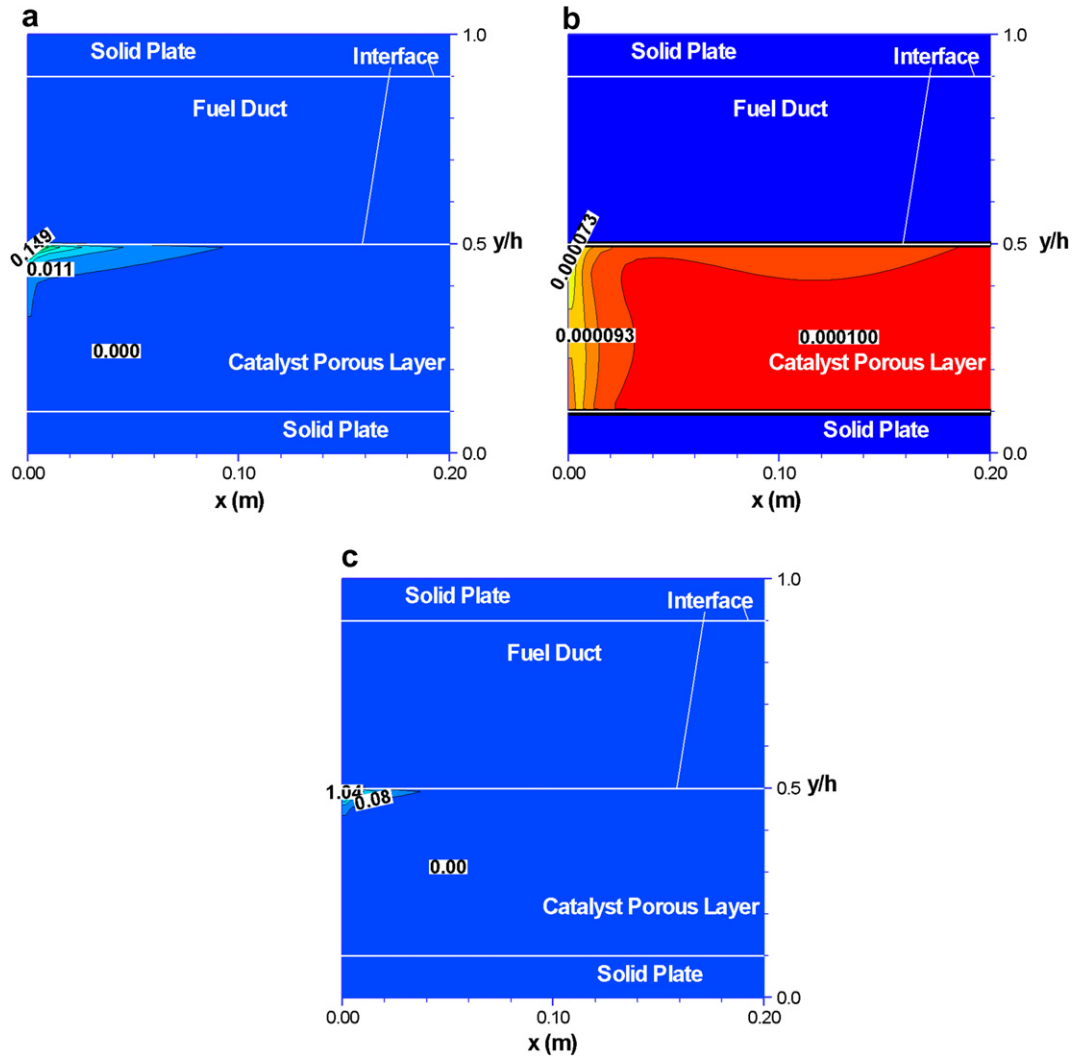 a
Solid Plate
Interface
Fuel Duct
0.149
0.011
0.000
Catalyst Porous Layer
Solid Plate
1.0
0.5
y/h
0.0
0.00
0.10
0.20
x (m)
b
Solid Plate
Interface
Fuel Duct
0.000073
0.000093
0.000100
Catalyst Porous Layer
Solid Plate
1.0
0.5
y/h
0.0
0.00
0.10
0.20
x (m)
c
Solid Plate
Interface
Fuel Duct
1.04
0.08
0.00
Catalyst Porous Layer
Solid Plate
1.0
0.5
y/h
0.0
0.00
0.10
0.20
x (m)